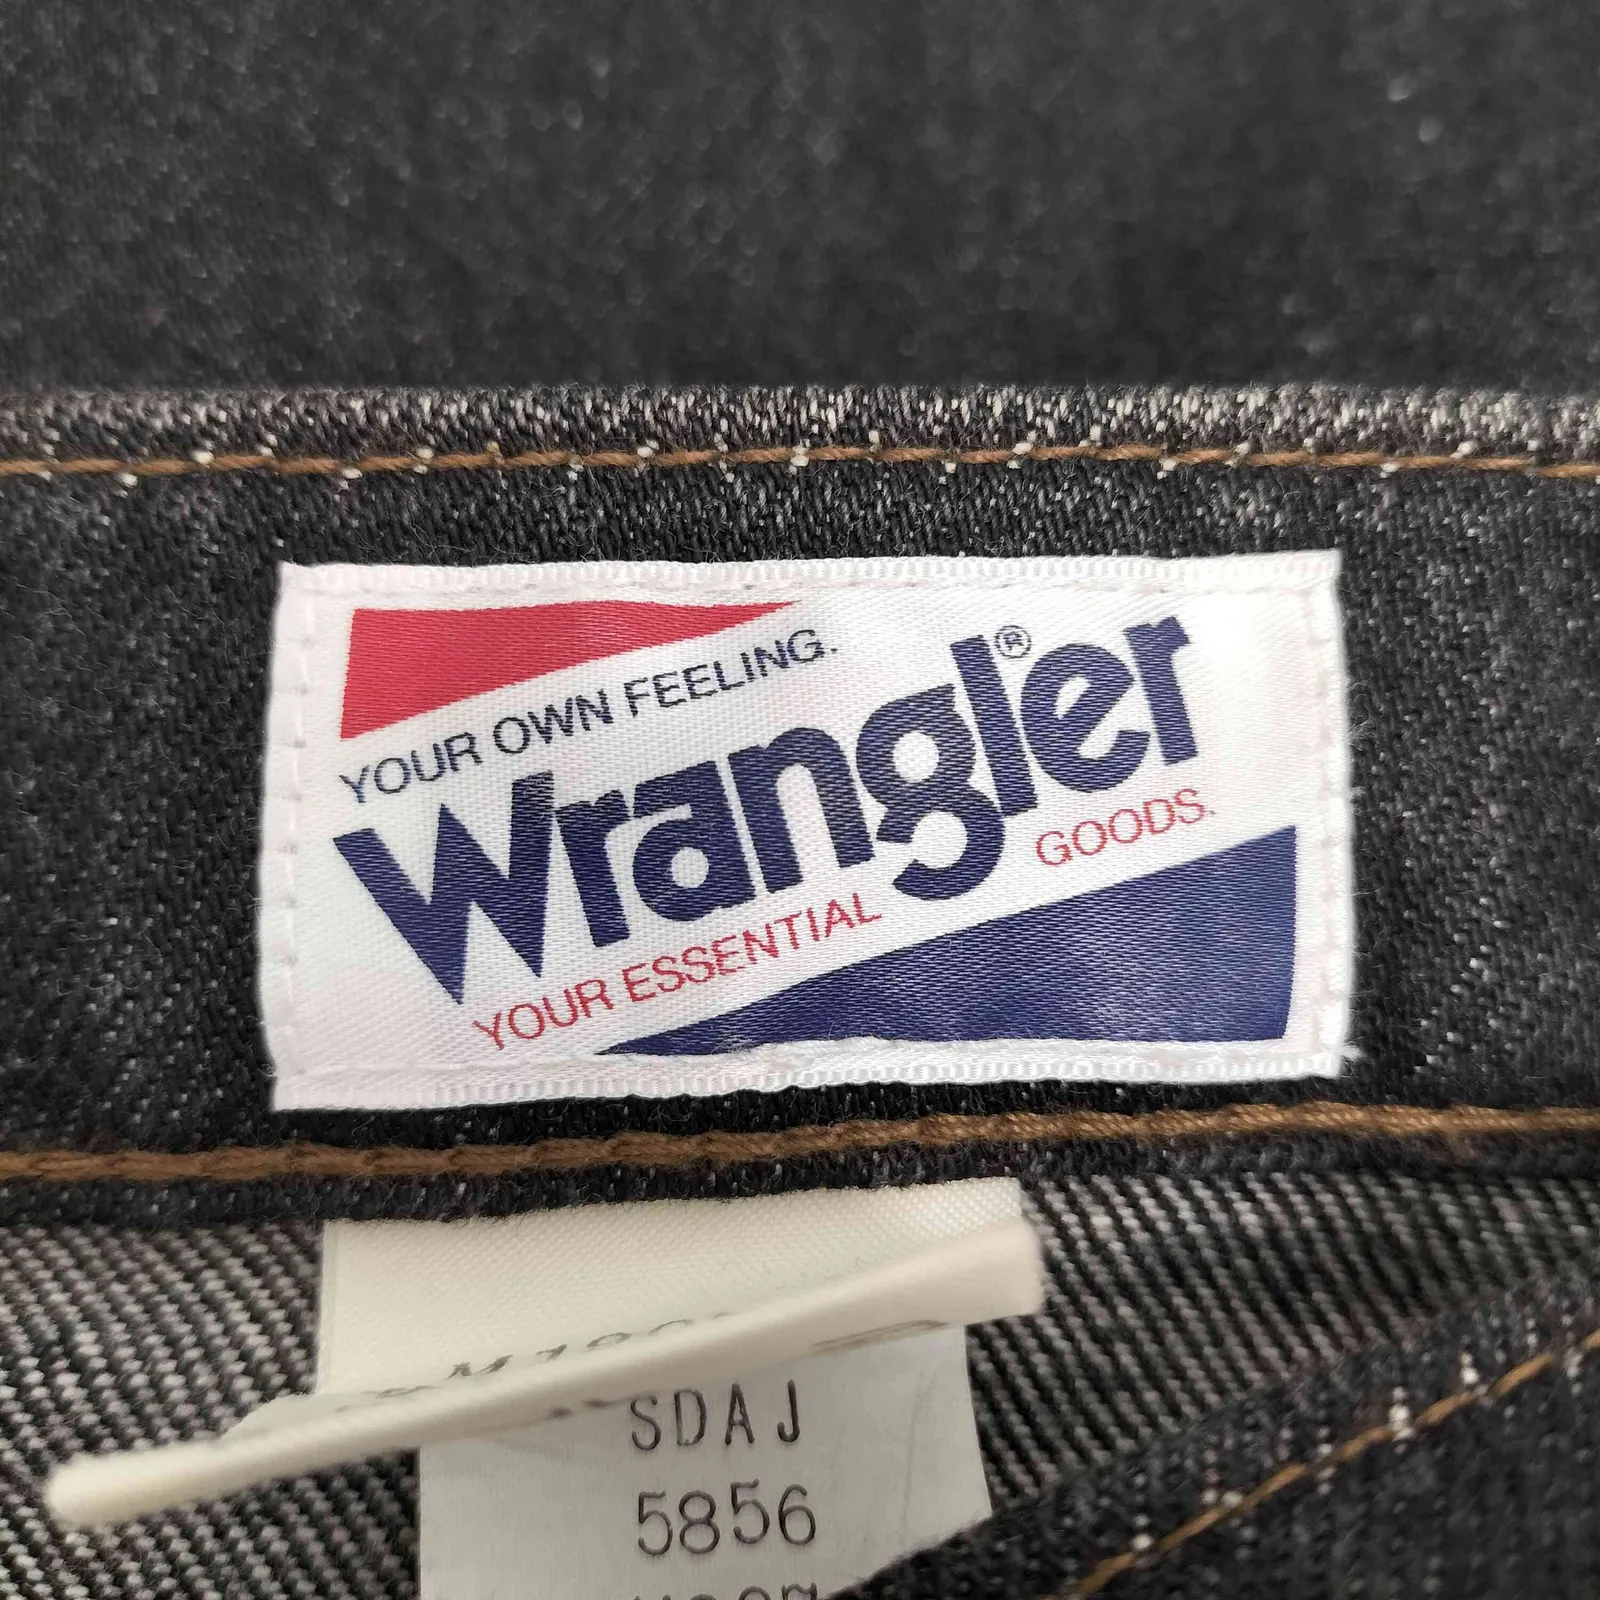 YOUR OWN FEELING.
Wrangler®
YOUR ESSENTIAL GOODS.
SDAJ
5856